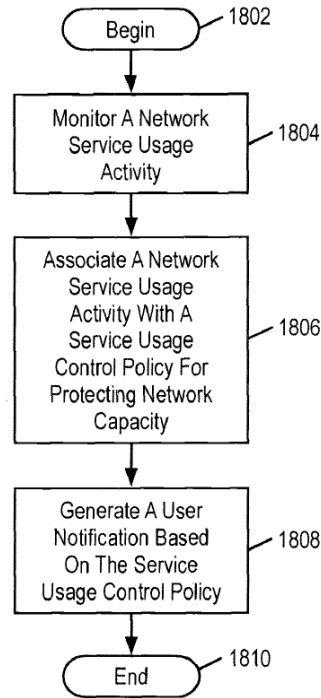 Begin
1802
Monitor A Network
Service Usage
Activity
1804
Associate A Network
Service Usage
Activity With A
Service Usage
Control Policy For
Protecting Network
Capacity
1806
Generate A User
Notification Based
On The Service
Usage Control Policy
1808
End
1810